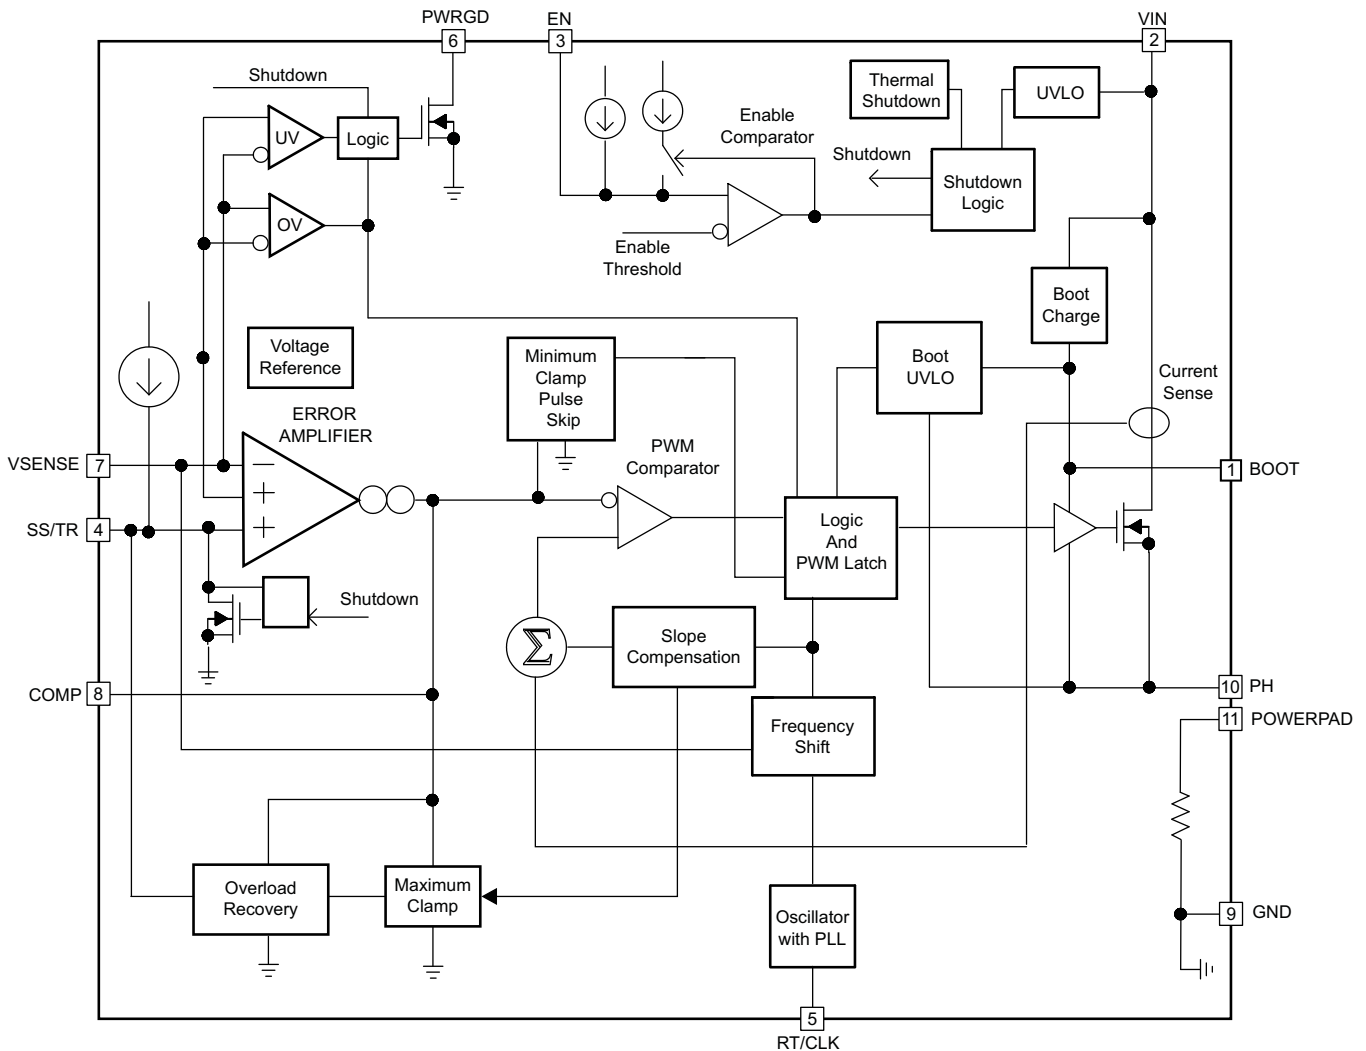 PWRGD
EN
VIN
6
3
2
Shutdown
UV
Logic
OV
Enable
Comparator
Enable
Threshold
Thermal
Shutdown
UVLO
Shutdown
Shutdown
Logic
Boot
Charge
Voltage
Reference
Minimum
Clamp
Pulse
Skip
Boot
UVLO
Current
Sense
ERROR
AMPLIFIER
PWM
Comparator
VSENSE
7
−
+
+
1
BOOT
SS/TR
4
Logic
And
PWM Latch
Shutdown
Σ
Slope
Compensation
COMP
8
10
PH
11
POWERPAD
Frequency
Shift
Overload
Recovery
Maximum
Clamp
Oscillator
with PLL
9
GND
5
RT/CLK